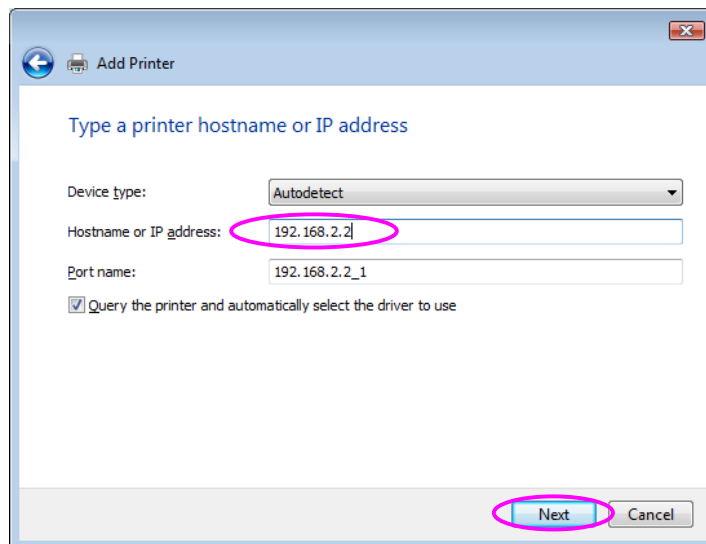 Add Printer
Type a printer hostname or IP address
Device type: Autodetect
Hostname or IP address: 192.168.2.2
Port name: 192.168.2.2_1
Query the printer and automatically select the driver to use
Next Cancel